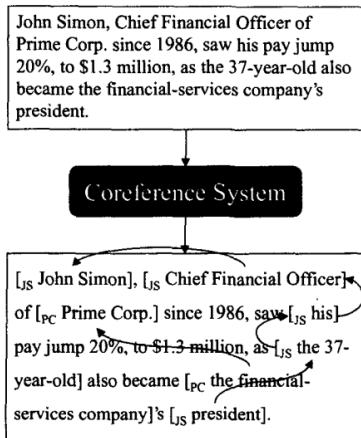 John Simon, Chief Financial Officer of
Prime Corp. since 1986, saw his pay jump
20%, to $1.3 million, as the 37-year-old also
became the financial-services company's
president.
Coreference System
[JS John Simon], [JS Chief Financial Officer]
of [PC Prime Corp.] since 1986, saw [JS his]
pay jump 20%, to $1.3 million, as [JS the 37-
year-old] also became [PC the financial-
services company]'s [JS president].